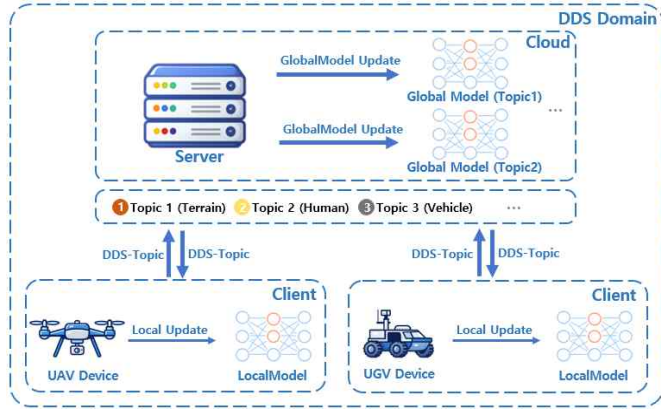 DDS Domain
Cloud
GlobalModel Update
Global Model (Topic1)
...
GlobalModel Update
Server
Global Model (Topic2)
1 Topic 1 (Terrain) 2 Topic 2 (Human) 3 Topic 3 (Vehicle) ...
DDS-Topic DDS-Topic DDS-Topic DDS-Topic
Client
Local Update
UAV Device
LocalModel
Client
Local Update
UGV Device
LocalModel